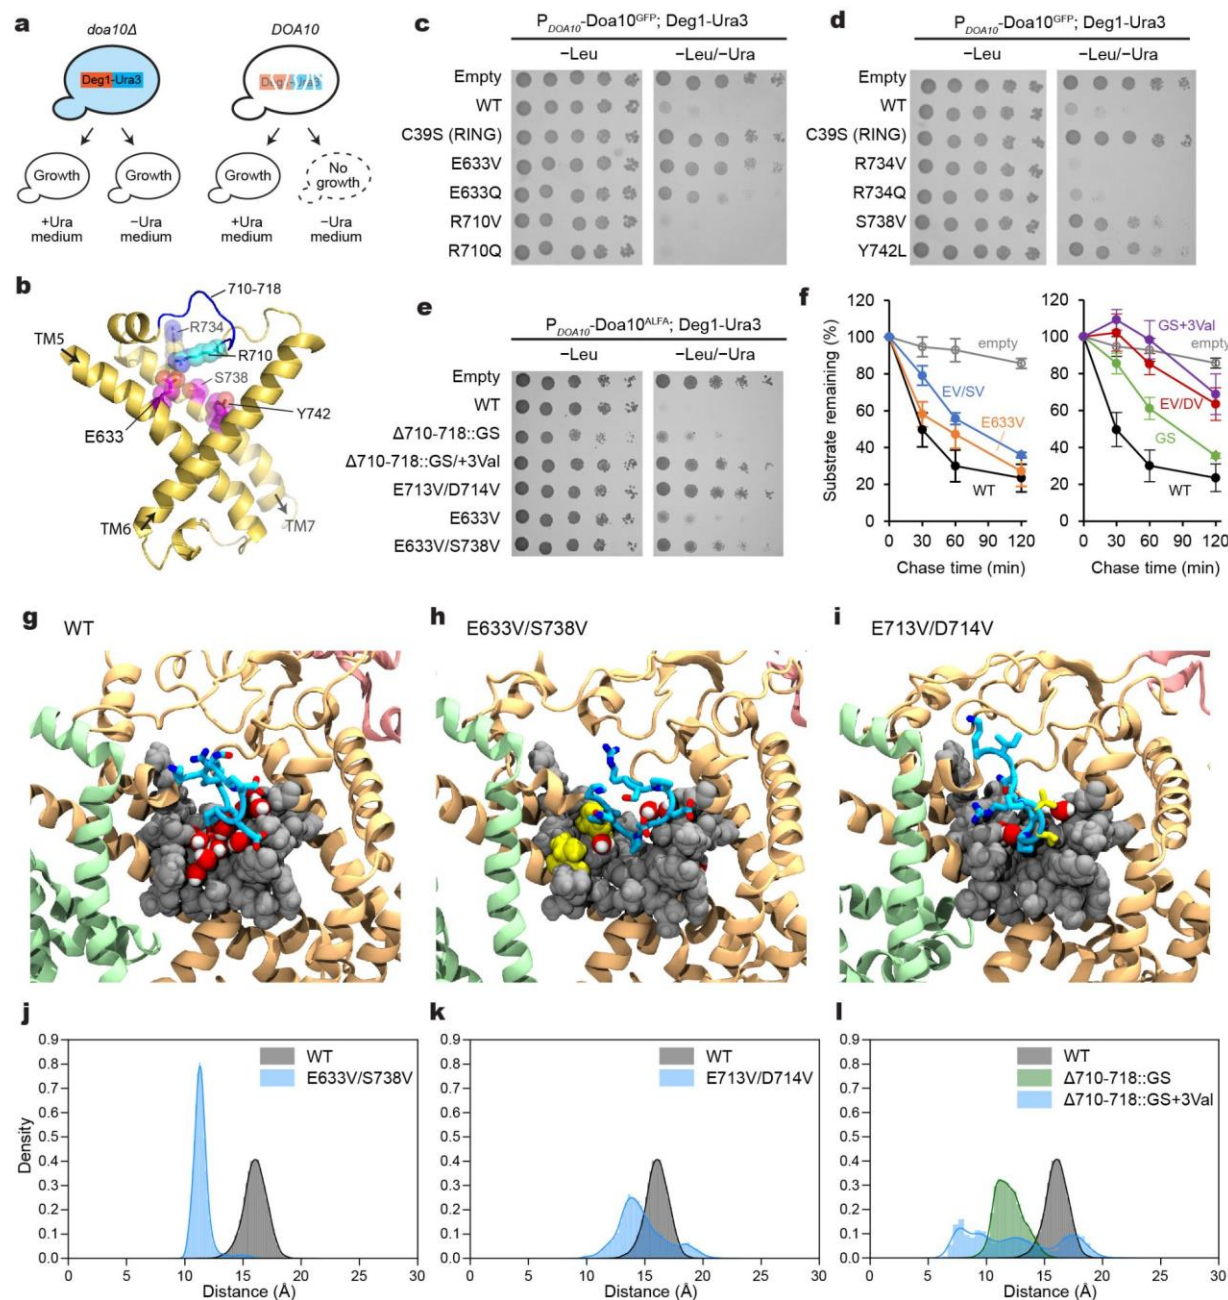 a
doa10Δ
DOA10
Deg1-Ura3
Growth
Growth
Growth
No
growth
+Ura
medium
−Ura
medium
+Ura
medium
−Ura
medium
b
710-718
TM5
R734
R710
S738
Y742
E633
TM6
TM7
c
PDOA10-Doa10GFP; Deg1-Ura3
−Leu
−Leu/−Ura
Empty
WT
C39S (RING)
E633V
E633Q
R710V
R710Q
d
PDOA10-Doa10GFP; Deg1-Ura3
−Leu
−Leu/−Ura
Empty
WT
C39S (RING)
R734V
R734Q
S738V
Y742L
e
PDOA10-Doa10ALFA; Deg1-Ura3
−Leu
−Leu/−Ura
Empty
WT
Δ710-718::GS
Δ710-718::GS/+3Val
E713V/D714V
E633V
E633V/S738V
f
Substrate remaining (%)
120
100
80
60
40
20
0
empty
EV/SV
E633V
WT
0 30 60 90 120
Chase time (min)
120
100
80
60
40
20
0
GS+3Val
empty
EV/DV
GS
WT
0 30 60 90 120
Chase time (min)
g WT
h E633V/S738V
i E713V/D714V
j
Density
0.9
0.8
0.7
0.6
0.5
0.4
0.3
0.2
0.1
0.0
WT
E633V/S738V
0 5 10 15 20 25 30
Distance (Å)
k
0.9
0.8
0.7
0.6
0.5
0.4
0.3
0.2
0.1
0.0
WT
E713V/D714V
0 5 10 15 20 25 30
Distance (Å)
l
0.9
0.8
0.7
0.6
0.5
0.4
0.3
0.2
0.1
0.0
WT
Δ710-718::GS
Δ710-718::GS+3Val
0 5 10 15 20 25 30
Distance (Å)